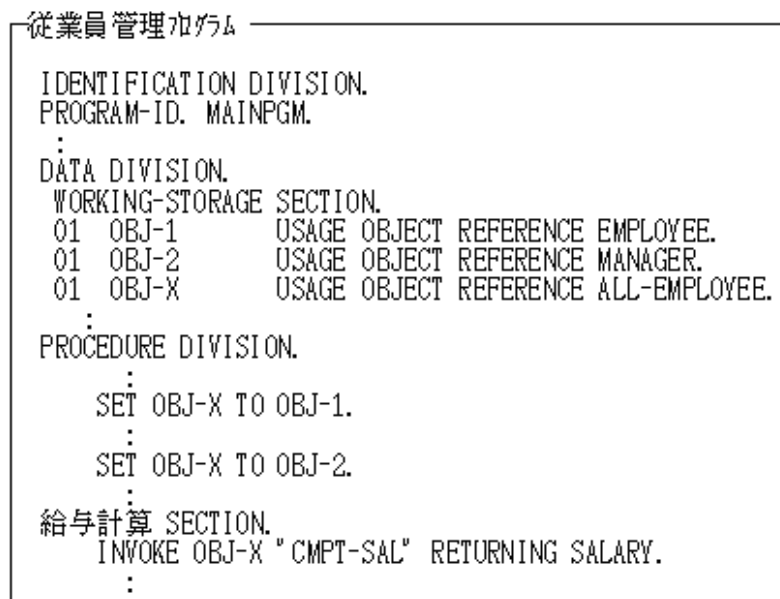 従業員管理ﾌﾟﾛｸﾞﾗﾑ
IDENTIFICATION DIVISION.
PROGRAM-ID. MAINPGM.
:
DATA DIVISION.
WORKING-STORAGE SECTION.
01 OBJ-1 USAGE OBJECT REFERENCE EMPLOYEE.
01 OBJ-2 USAGE OBJECT REFERENCE MANAGER.
01 OBJ-X USAGE OBJECT REFERENCE ALL-EMPLOYEE.
:
PROCEDURE DIVISION.
:
SET OBJ-X TO OBJ-1.
:
SET OBJ-X TO OBJ-2.
:
給与計算 SECTION.
INVOKE OBJ-X "CMPT-SAL" RETURNING SALARY.
: